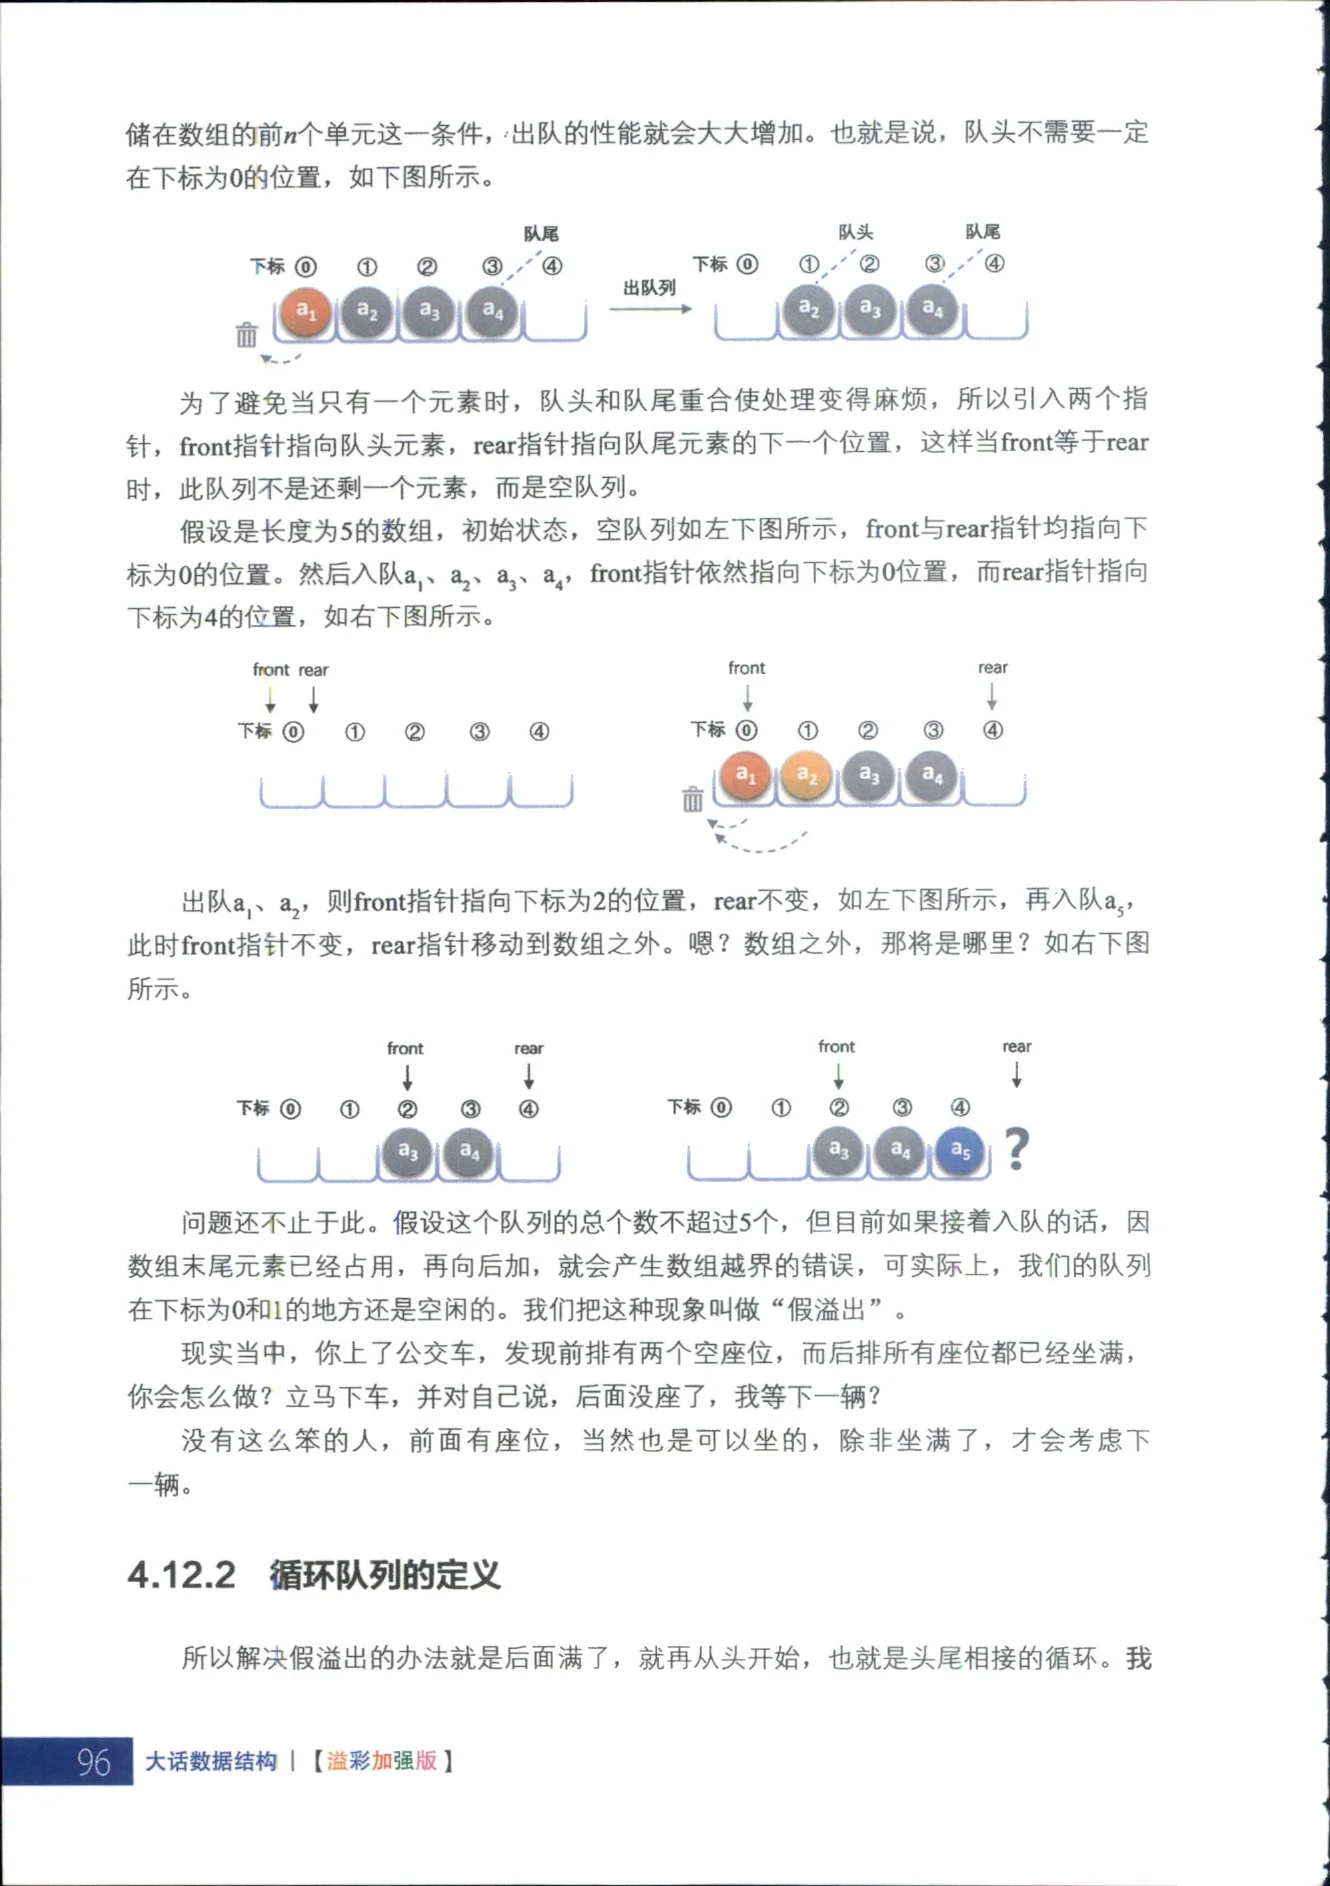 储在数组的前n个单元这一条件，出队的性能就会大大增加。也就是说，队头不需要一定
在下标为0的位置，如下图所示。
队尾
下标 ⓪ ① ② ③ ④
a₁ a₂ a₃ a₄
出队列
队头 队尾
下标 ⓪ ① ② ③ ④
a₂ a₃ a₄
为了避免当只有一个元素时，队头和队尾重合使处理变得麻烦，所以引入两个指
针，front指针指向队头元素，rear指针指向队尾元素的下一个位置，这样当front等于rear
时，此队列不是还剩一个元素，而是空队列。
假设是长度为5的数组，初始状态，空队列如左下图所示，front与rear指针均指向下
标为0的位置。然后入队a₁、a₂、a₃、a₄，front指针依然指向下标为0位置，而rear指针指向
下标为4的位置，如右下图所示。
front rear
下标 ⓪ ① ② ③ ④
front rear
下标 ⓪ ① ② ③ ④
a₁ a₂ a₃ a₄
出队a₁、a₂，则front指针指向下标为2的位置，rear不变，如左下图所示，再入队a₅，
此时front指针不变，rear指针移动到数组之外。嗯？数组之外，那将是哪里？如右下图
所示。
front rear
下标 ⓪ ① ② ③ ④
a₃ a₄
front rear
下标 ⓪ ① ② ③ ④
a₃ a₄ a₅ ?
问题还不止于此。假设这个队列的总个数不超过5个，但目前如果接着入队的话，因
数组末尾元素已经占用，再向后加，就会产生数组越界的错误，可实际上，我们的队列
在下标为0和1的地方还是空闲的。我们把这种现象叫做“假溢出”。
现实当中，你上了公交车，发现前排有两个空座位，而后排所有座位都已经坐满，
你会怎么做？立马下车，并对自己说，后面没座了，我等下一辆？
没有这么笨的人，前面有座位，当然也是可以坐的，除非坐满了，才会考虑下
一辆。
4.12.2 循环队列的定义
所以解决假溢出的办法就是后面满了，就再从头开始，也就是头尾相接的循环。我
96 大话数据结构 | 【溢彩加强版】